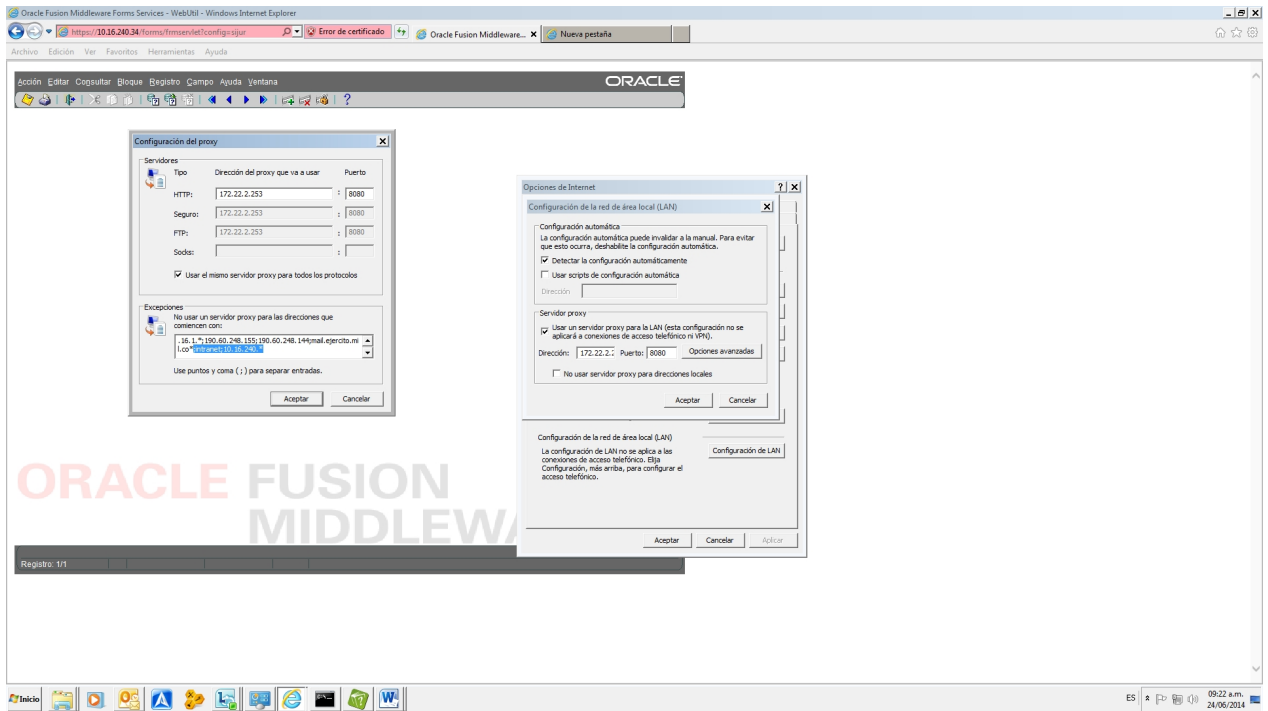 Oracle Fusion Middleware Forms Services - WebUtil - Windows Internet Explorer
https://10.16.240.34/forms/frmservlet?config=sijur
Error de certificado
Oracle Fusion Middleware...
Nueva pestaña
Archivo Edición Ver Favoritos Herramientas Ayuda
Acción Editar Consultar Bloque Registro Campo Ayuda Ventana
ORACLE
Configuración del proxy
Servidores
Tipo Dirección del proxy que va a usar Puerto
HTTP: 172.22.2.253 : 8080
Seguro: 172.22.2.253 : 8080
FTP: 172.22.2.253 : 8080
Socks: :
Usar el mismo servidor proxy para todos los protocolos
Excepciones
No usar un servidor proxy para las direcciones que
comiencen con:
.16.1.*;190.60.248.155;190.60.248.144;mail.ejercito.mi
l.co*intranet;10.16.240.*
Use puntos y coma ( ; ) para separar entradas.
Aceptar Cancelar
Opciones de Internet
Configuración de la red de área local (LAN)
Configuración automática
La configuración automática puede invalidar a la manual. Para evitar
que esto ocurra, deshabilite la configuración automática.
Detectar la configuración automáticamente
Usar scripts de configuración automática
Dirección
Servidor proxy
Usar un servidor proxy para la LAN (esta configuración no se
aplicará a conexiones de acceso telefónico ni VPN).
Dirección: 172.22.2. Puerto: 8080 Opciones avanzadas
No usar servidor proxy para direcciones locales
Aceptar Cancelar
Configuración de la red de área local (LAN)
La configuración de LAN no se aplica a las
conexiones de acceso telefónico. Elija
Configuración, más arriba, para configurar el
acceso telefónico.
Configuración de LAN
Aceptar Cancelar Aplicar
ORACLE FUSION
MIDDLEWA
Registro: 1/1
Inicio
ES
09:22 a.m.
24/06/2014